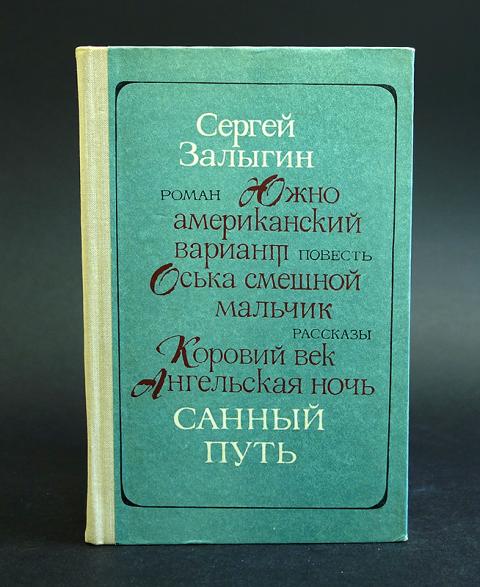 Сергей
Залыгин
РОМАН Южно
американский
вариант ПОВЕСТЬ
Оська смешной
мальчик
РАССКАЗЫ
Коровий век
Ангельская ночь
САННЫЙ
ПУТЬ